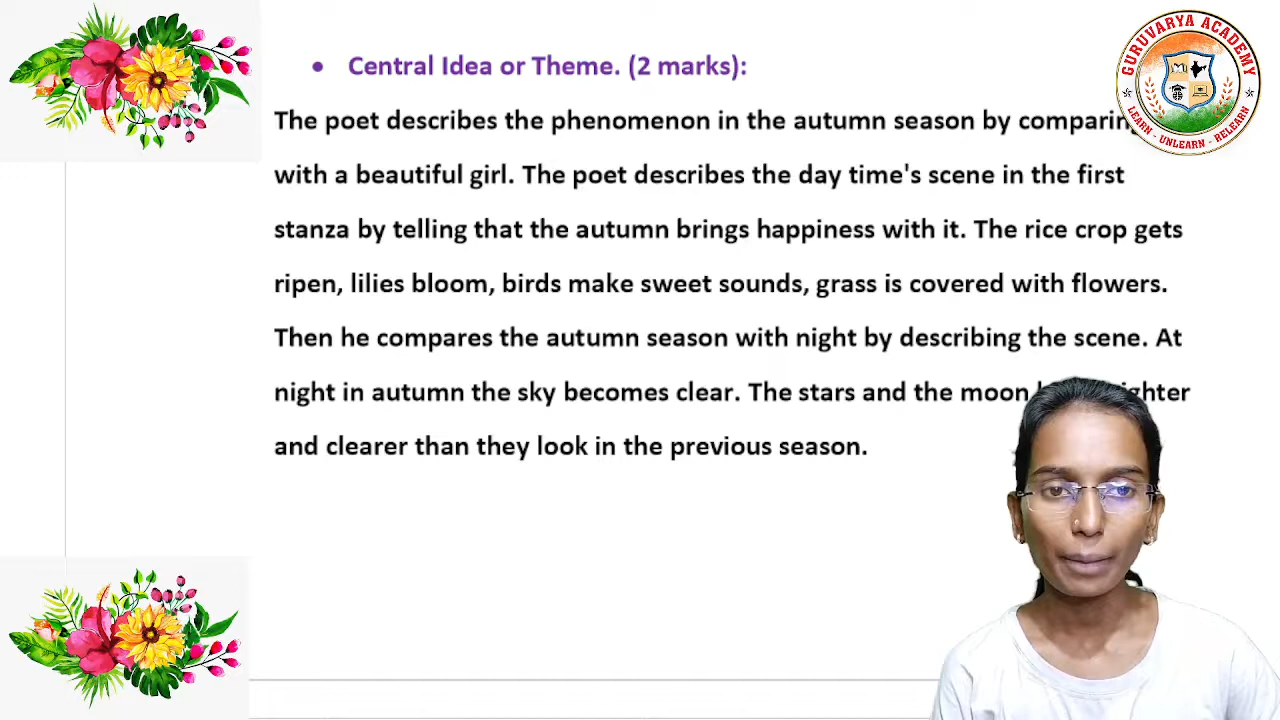 • Central Idea or Theme. (2 marks):
The poet describes the phenomenon in the autumn season by comparing
with a beautiful girl. The poet describes the day time's scene in the first
stanza by telling that the autumn brings happiness with it. The rice crop gets
ripen, lilies bloom, birds make sweet sounds, grass is covered with flowers.
Then he compares the autumn season with night by describing the scene. At
night in autumn the sky becomes clear. The stars and the moon
and clearer than they look in the previous season.
GURUVARYA ACADEMY
LEARN - UNLEARN - RELEARN